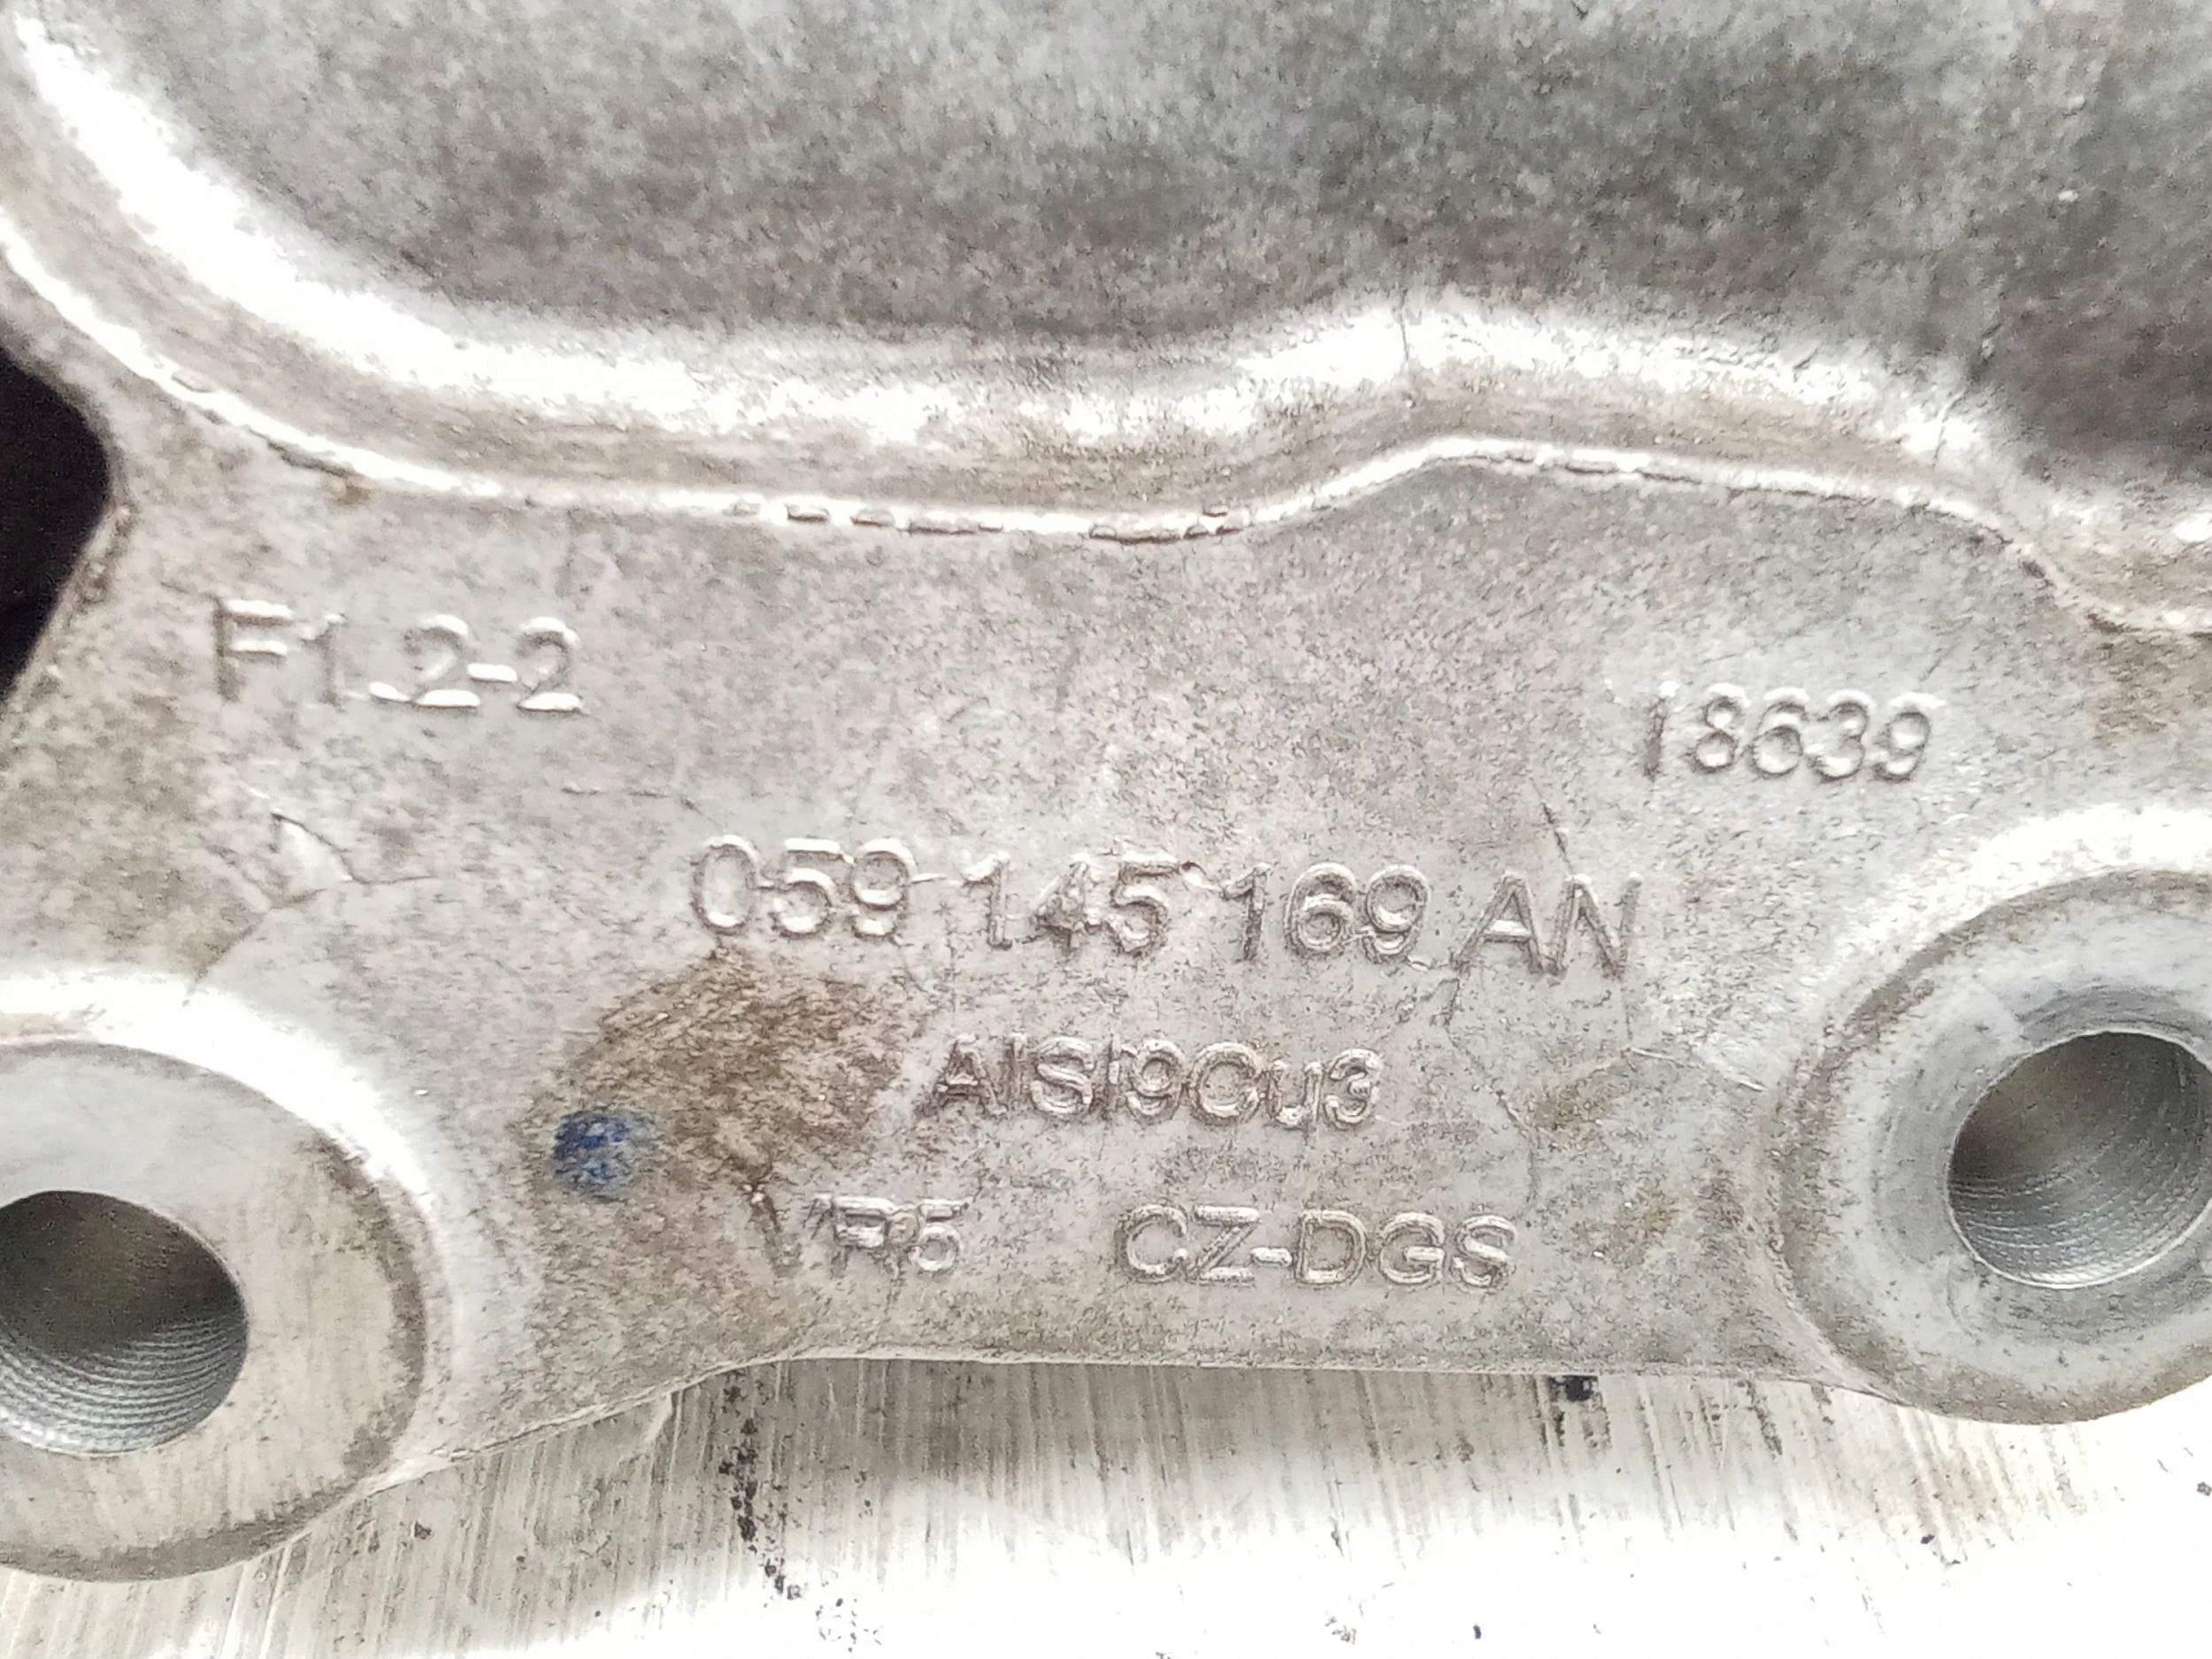 F1.2-2
18639
059 145 169 AN
AlSi9Cu3
CZ-DGS